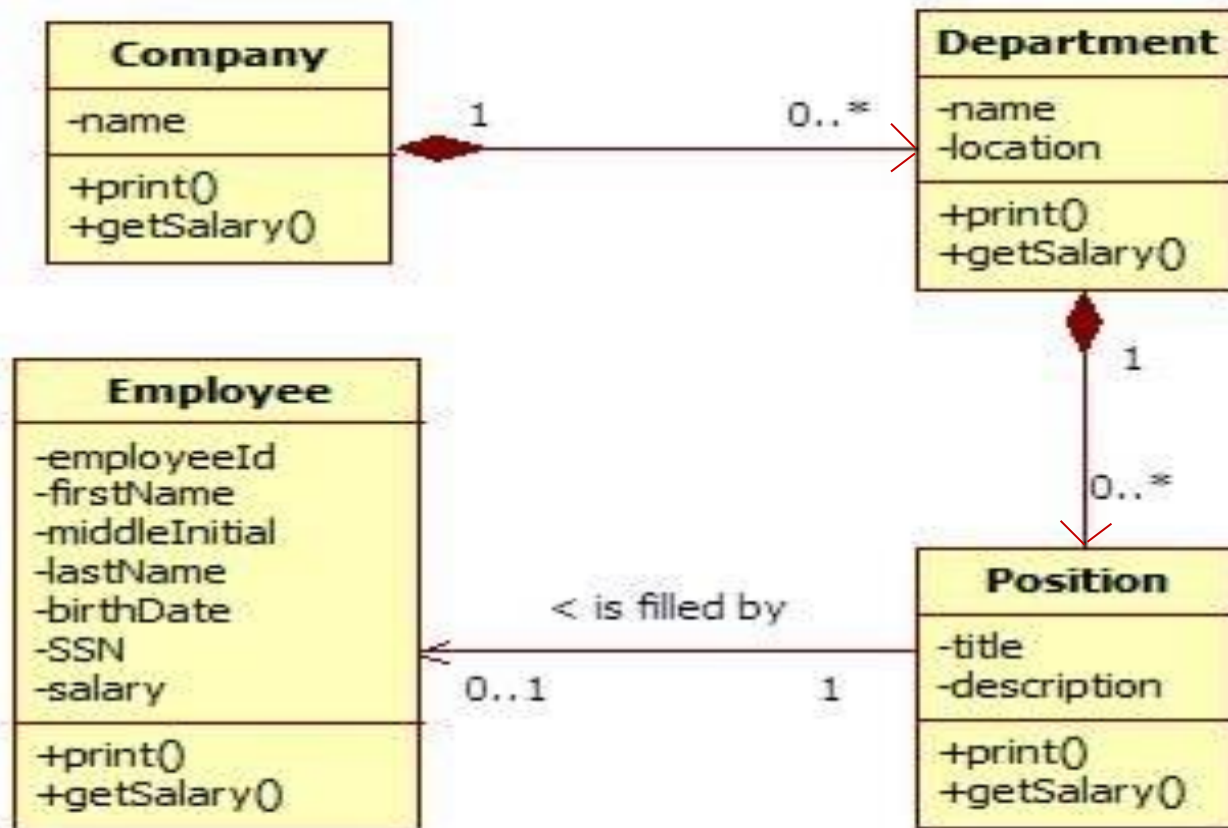 Company
-name
+print()
+getSalary()
1
0..*
Department
-name
-location
+print()
+getSalary()
1
0..*
Employee
-employeeId
-firstName
-middleInitial
-lastName
-birthDate
-SSN
-salary
+print()
+getSalary()
< is filled by
0..1
1
Position
-title
-description
+print()
+getSalary()